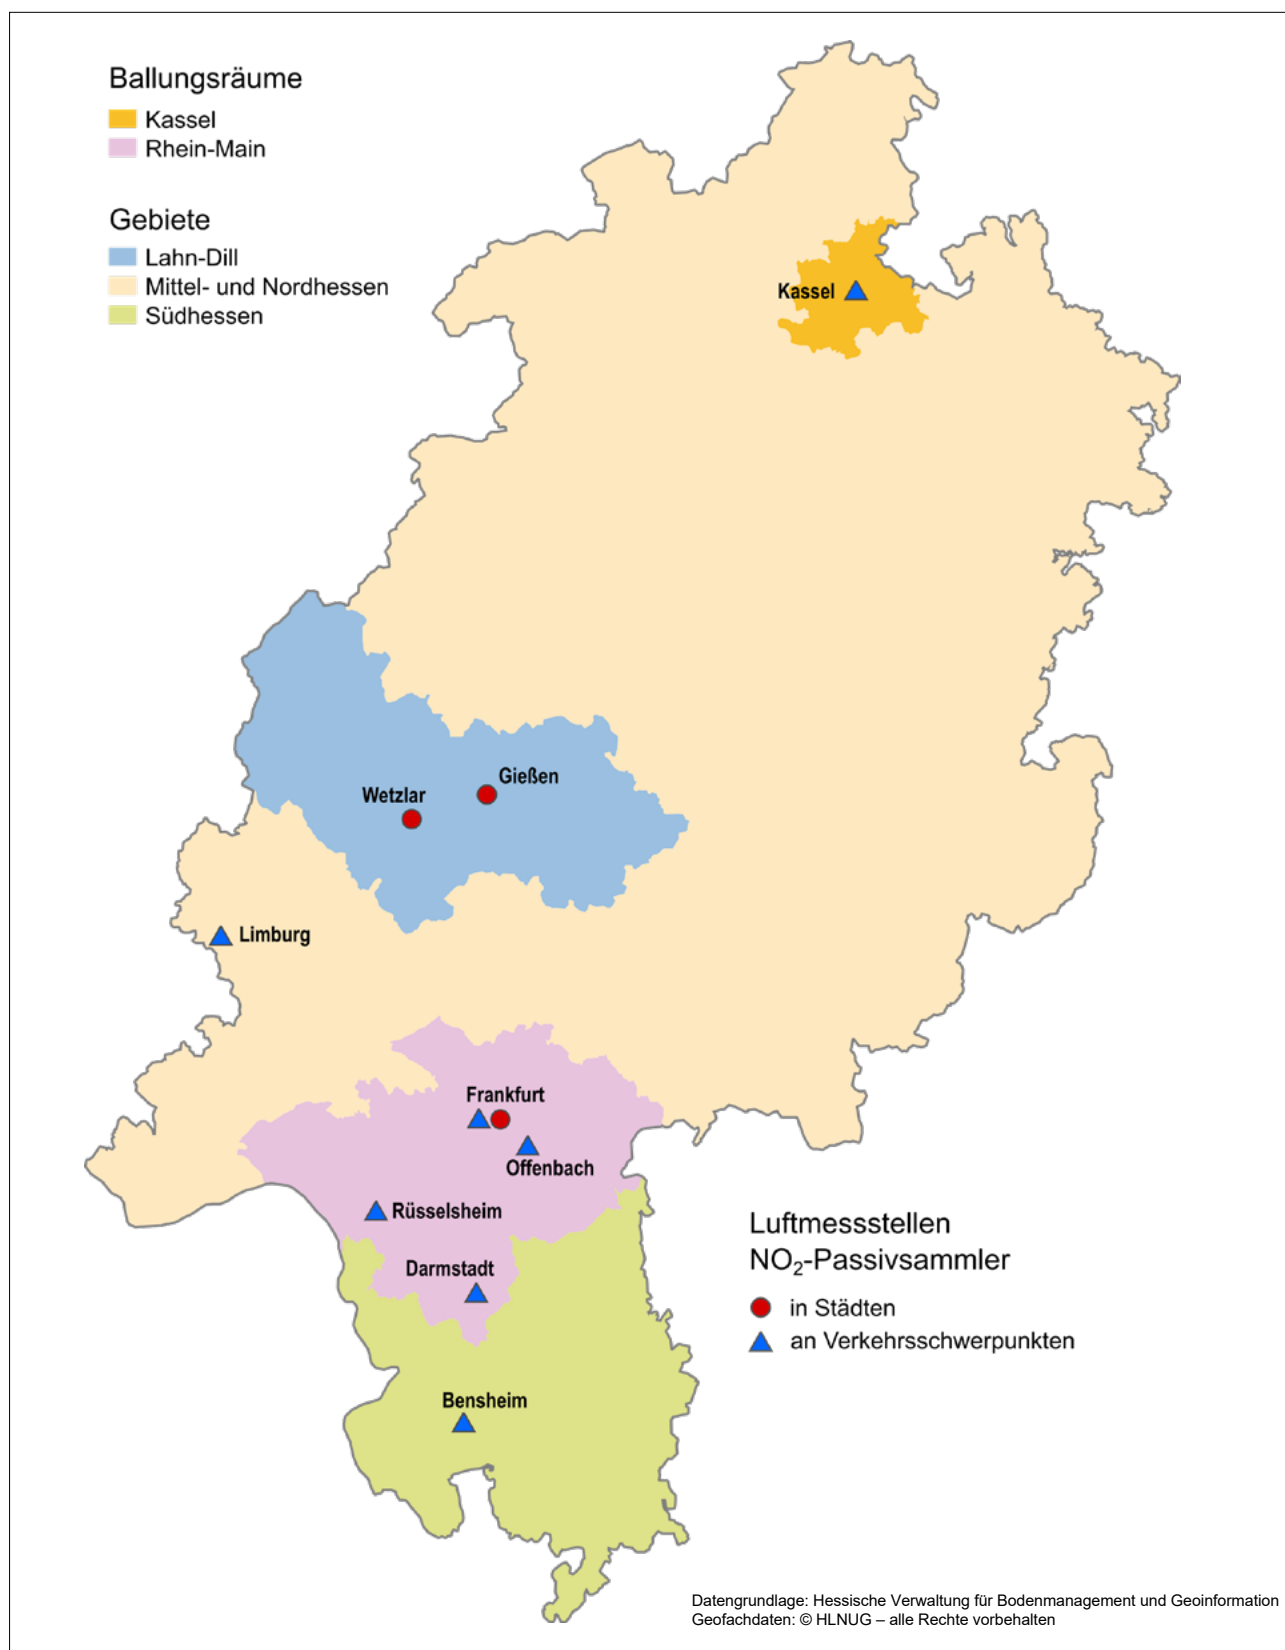 Ballungsräume
Kassel
Rhein-Main
Gebiete
Lahn-Dill
Mittel- und Nordhessen
Südhessen
Kassel
Gießen
Wetzlar
Limburg
Frankfurt
Offenbach
Rüsselsheim
Darmstadt
Bensheim
Luftmessstellen
NO₂-Passivsammler
in Städten
an Verkehrsschwerpunkten
Datengrundlage: Hessische Verwaltung für Bodenmanagement und Geoinformation
Geofachdaten: © HLNUG – alle Rechte vorbehalten